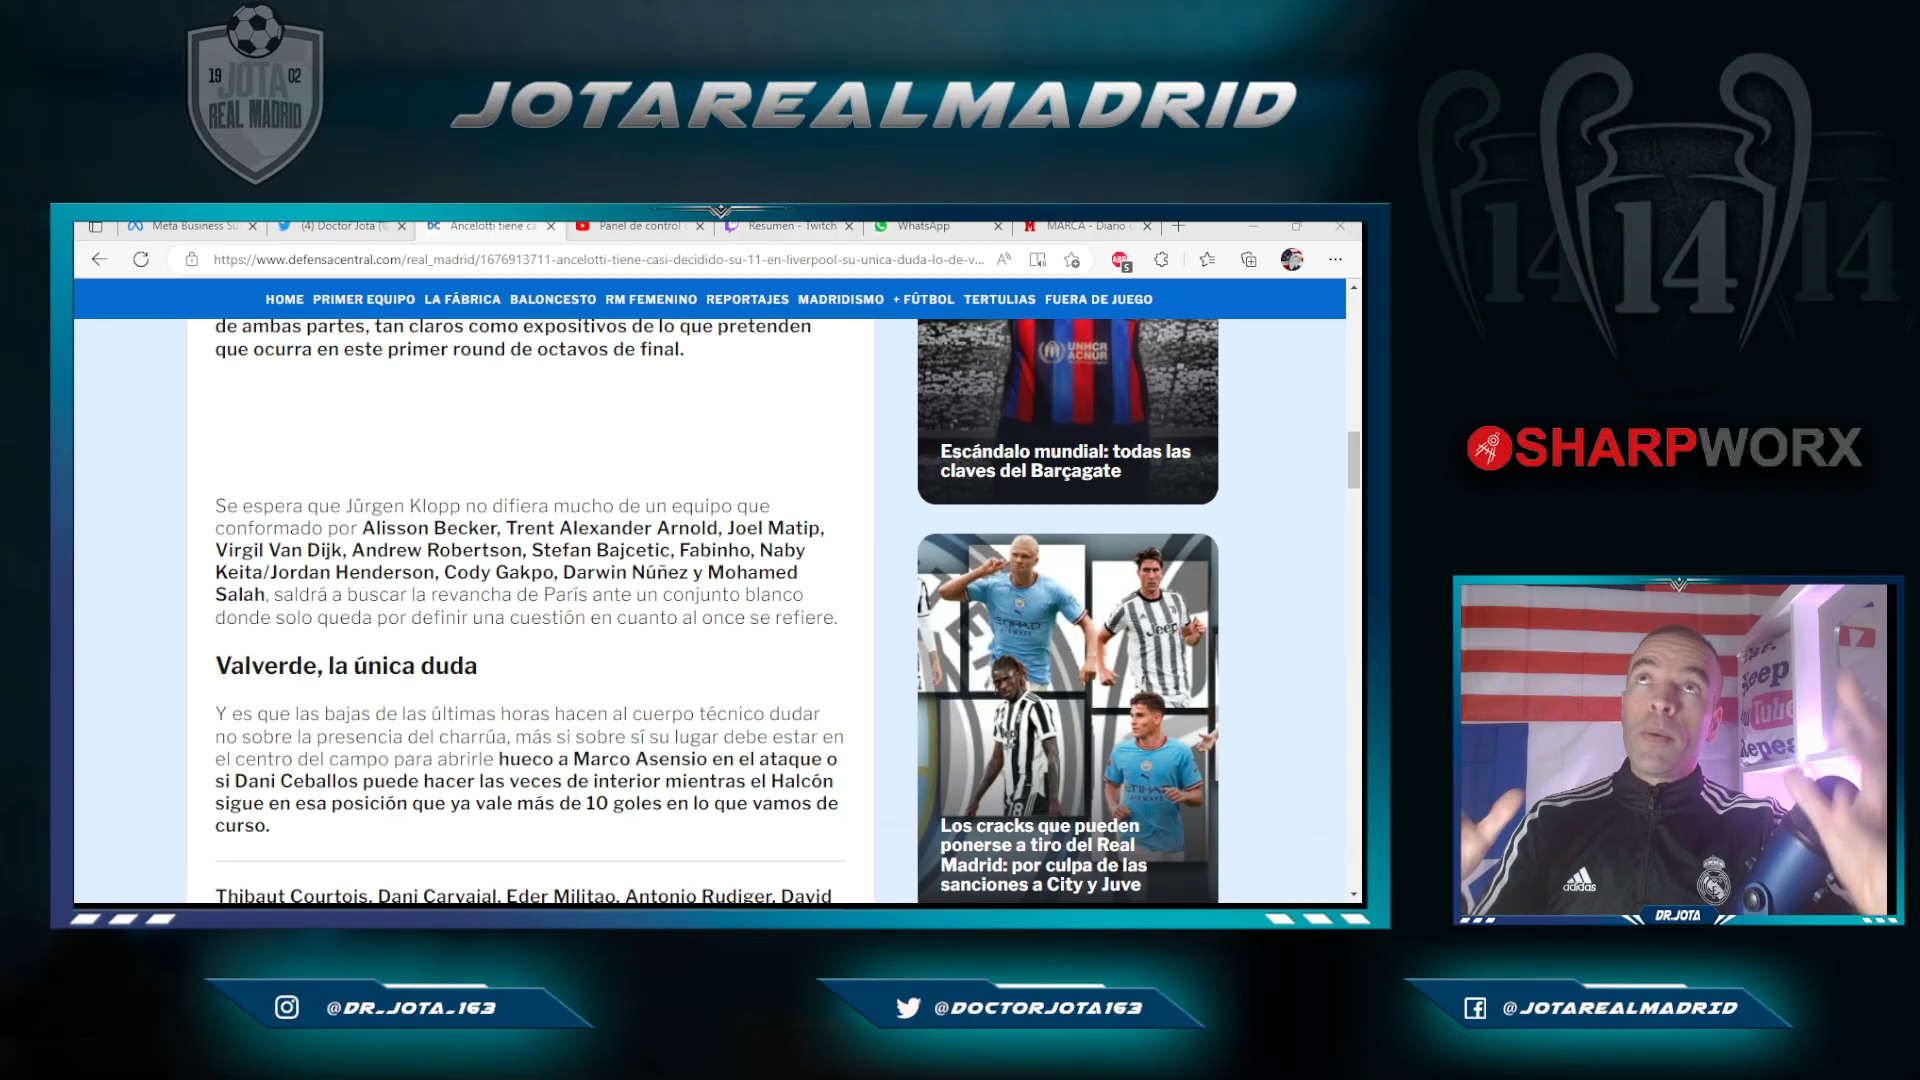 19 02
JOTA
REAL MADRID
JOTAREALMADRID
14 14 14
Meta Business Su
(4) Doctor Jota (
DC Ancelotti tiene ca
Panel de control
Resumen - Twitch
WhatsApp
M MARCA - Diario
https://www.defensacentral.com/real_madrid/1676913711-ancelotti-tiene-casi-decidido-su-11-en-liverpool-su-unica-duda-lo-de-v...
ABP
5
HOME PRIMER EQUIPO LA FÁBRICA BALONCESTO RM FEMENINO REPORTAJES MADRIDISMO + FÚTBOL TERTULIAS FUERA DE JUEGO
de ambas partes, tan claros como expositivos de lo que pretenden
que ocurra en este primer round de octavos de final.
Se espera que Jürgen Klopp no difiera mucho de un equipo que
conformado por Alisson Becker, Trent Alexander Arnold, Joel Matip,
Virgil Van Dijk, Andrew Robertson, Stefan Bajcetic, Fabinho, Naby
Keita/Jordan Henderson, Cody Gakpo, Darwin Núñez y Mohamed
Salah, saldrá a buscar la revancha de París ante un conjunto blanco
donde solo queda por definir una cuestión en cuanto al once se refiere.
Valverde, la única duda
Y es que las bajas de las últimas horas hacen al cuerpo técnico dudar
no sobre la presencia del charrúa, más si sobre sí su lugar debe estar en
el centro del campo para abrirle hueco a Marco Asensio en el ataque o
si Dani Ceballos puede hacer las veces de interior mientras el Halcón
sigue en esa posición que ya vale más de 10 goles en lo que vamos de
curso.
Thibaut Courtois, Dani Carvajal, Eder Militao, Antonio Rudiger, David
UNHCR
ACNUR
Escándalo mundial: todas las
claves del Barçagate
ETIHAD
Jeep
Los cracks que pueden
ponerse a tiro del Real
Madrid: por culpa de las
sanciones a City y Juve
SHARPWORX
Keep
Tube
Repeat
adidas
DR.JOTA
@DR_JOTA_163
@DOCTORJOTA163
@JOTAREALMADRID